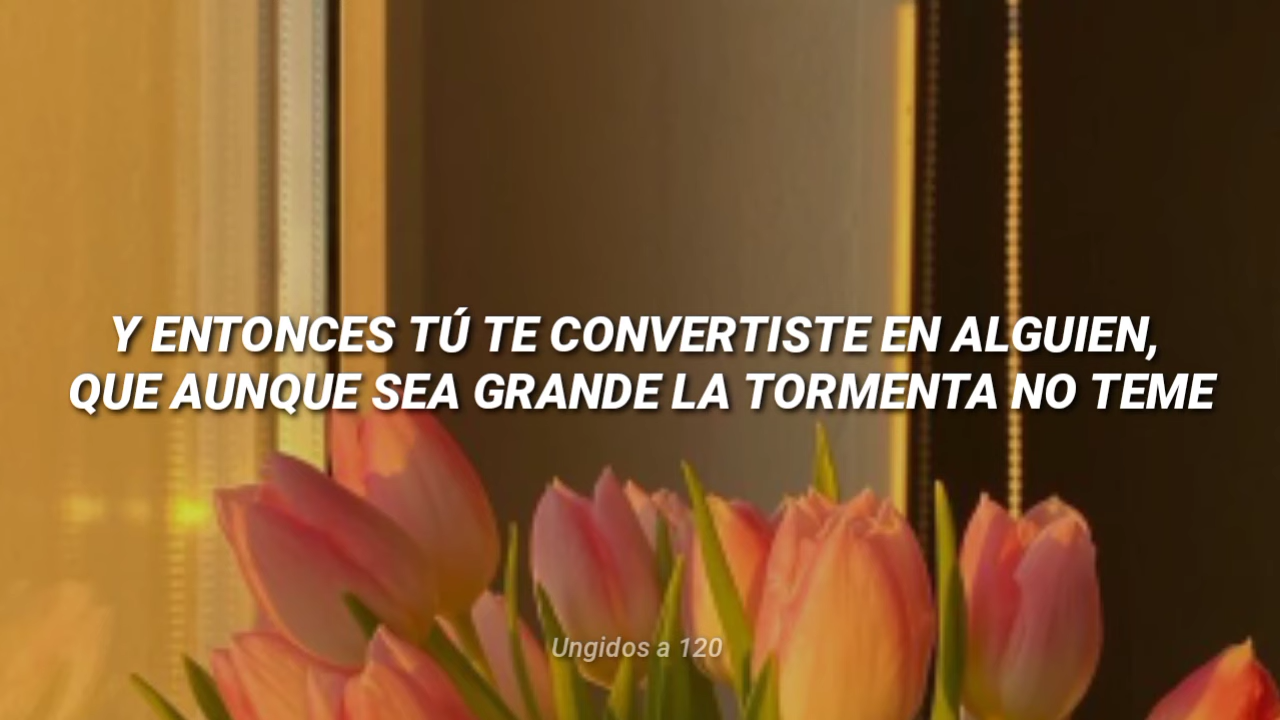 Y ENTONCES TÚ TE CONVERTISTE EN ALGUIEN,
QUE AUNQUE SEA GRANDE LA TORMENTA NO TEME
Ungidos a 120